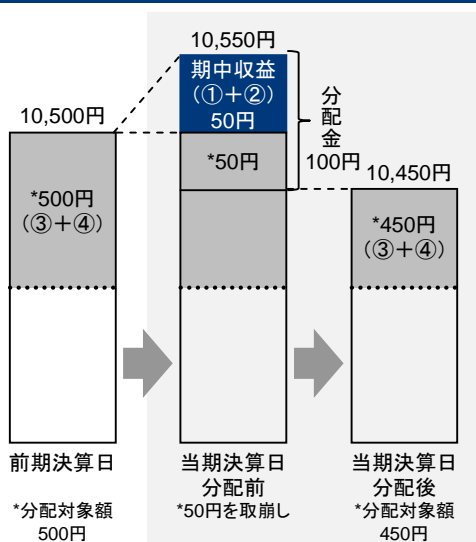 10,550円
期中収益
(①+②)
50円
分配金
100円
10,500円
*500円
(③+④)
*50円
10,450円
*450円
(③+④)
前期決算日
*分配対象額
500円
当期決算日
分配前
*50円を取崩し
当期決算日
分配後
*分配対象額
450円